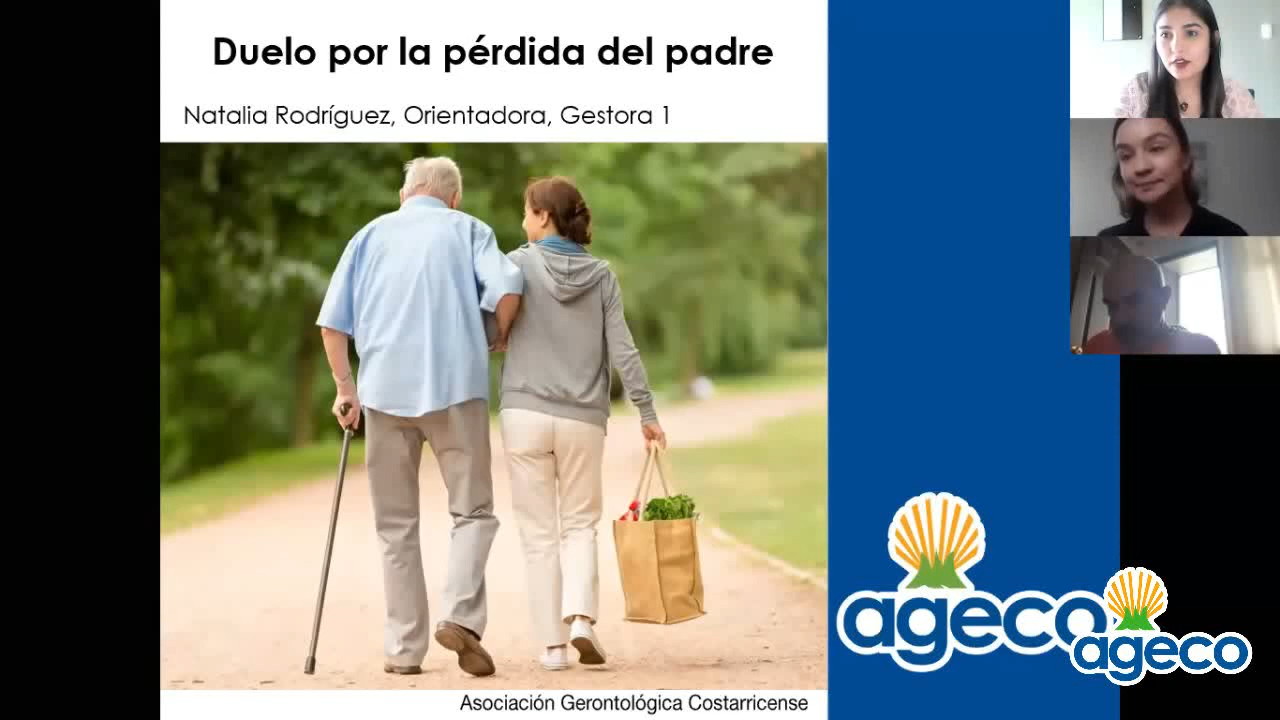 Duelo por la pérdida del padre
Natalia Rodríguez, Orientadora, Gestora 1
ageco
ageco
Asociación Gerontológica Costarricense